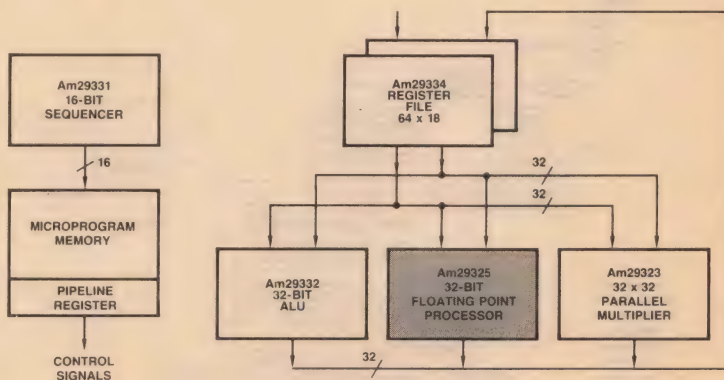 Am29331
16-BIT
SEQUENCER
16
MICROPROGRAM
MEMORY
PIPELINE
REGISTER
CONTROL
SIGNALS
Am29334
REGISTER
FILE
64 x 18
32
32
Am29332
32-BIT
ALU
Am29325
32-BIT
FLOATING POINT
PROCESSOR
Am29323
32 x 32
PARALLEL
MULTIPLIER
32